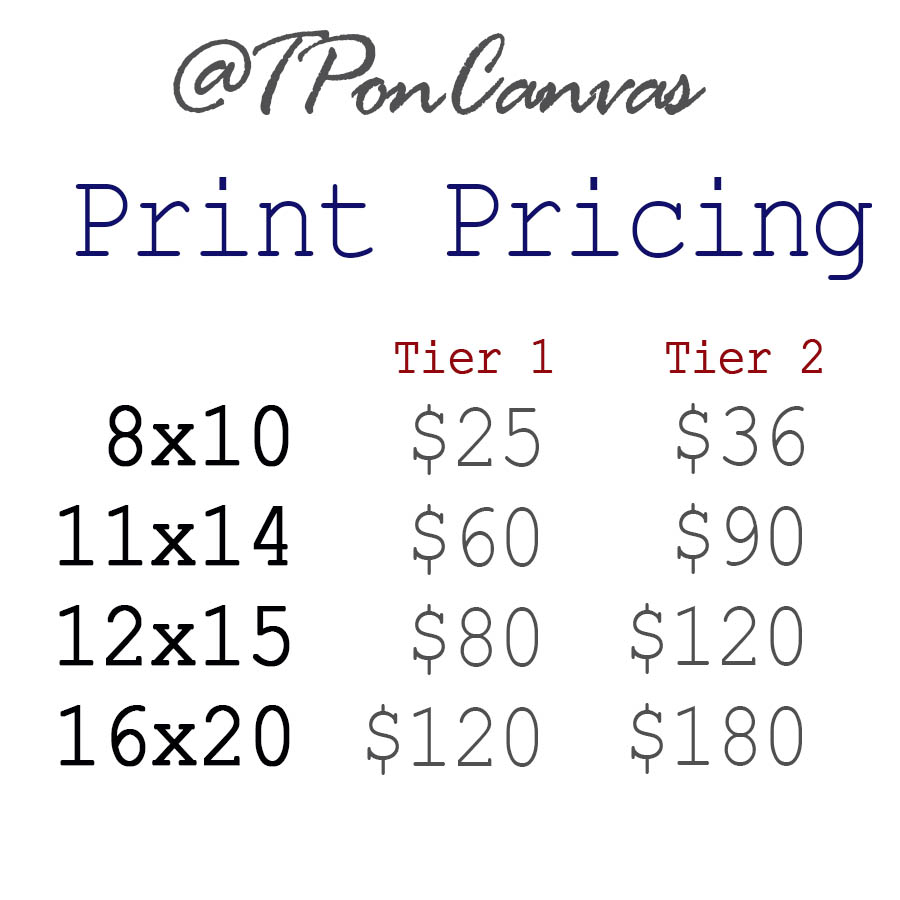 @TPonCanvas
Print Pricing
Tier 1 Tier 2
8x10 $25 $36
11x14 $60 $90
12x15 $80 $120
16x20 $120 $180